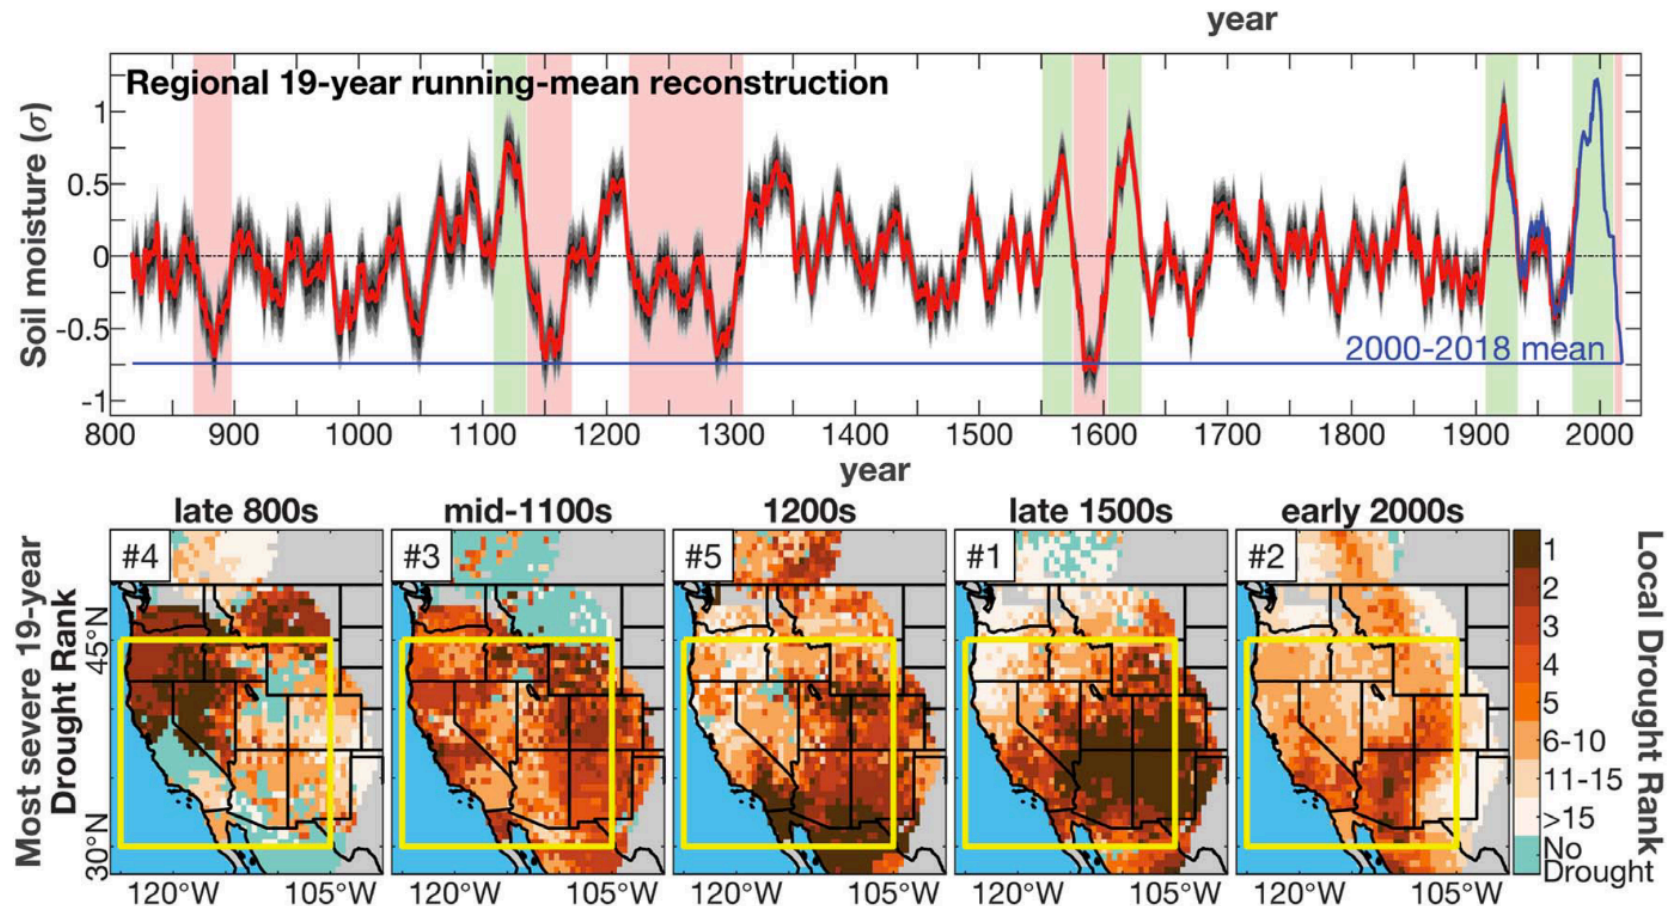 year
Regional 19-year running-mean reconstruction
Soil moisture (σ)
1
0.5
0
-0.5
-1
2000-2018 mean
800 900 1000 1100 1200 1300 1400 1500 1600 1700 1800 1900 2000
year
late 800s mid-1100s 1200s late 1500s early 2000s
Most severe 19-year
Drought Rank
#4 #3 #5 #1 #2
45°N
30°N
120°W 105°W 120°W 105°W 120°W 105°W 120°W 105°W 120°W 105°W
1
2
3
4
5
6-10
11-15
>15
No
Drought
Local Drought Rank